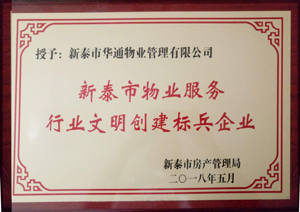 授予：新泰市华通物业管理有限公司
新泰市物业服务
行业文明创建标兵企业
新泰市房产管理局
二〇一八年五月